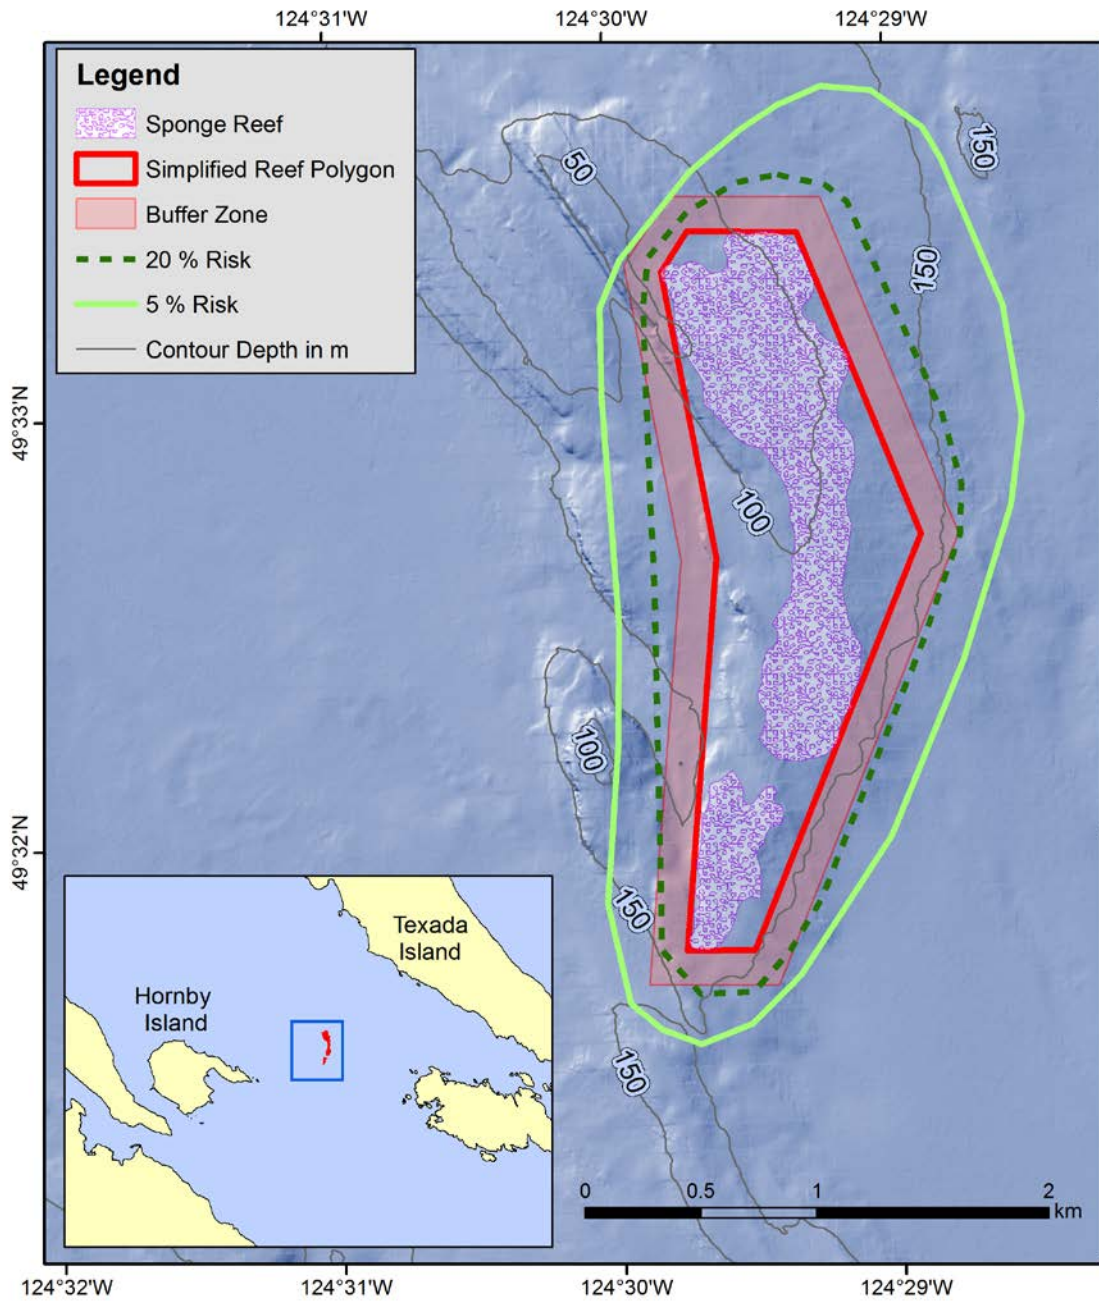 124°31'W 124°30'W 124°29'W
Legend
Sponge Reef
Simplified Reef Polygon
Buffer Zone
20 % Risk
5 % Risk
Contour Depth in m
50
150
150
49°33'N
100
100
49°32'N
150
150
Texada
Island
Hornby
Island
0 0.5 1 2
km
124°32'W 124°31'W 124°30'W 124°29'W